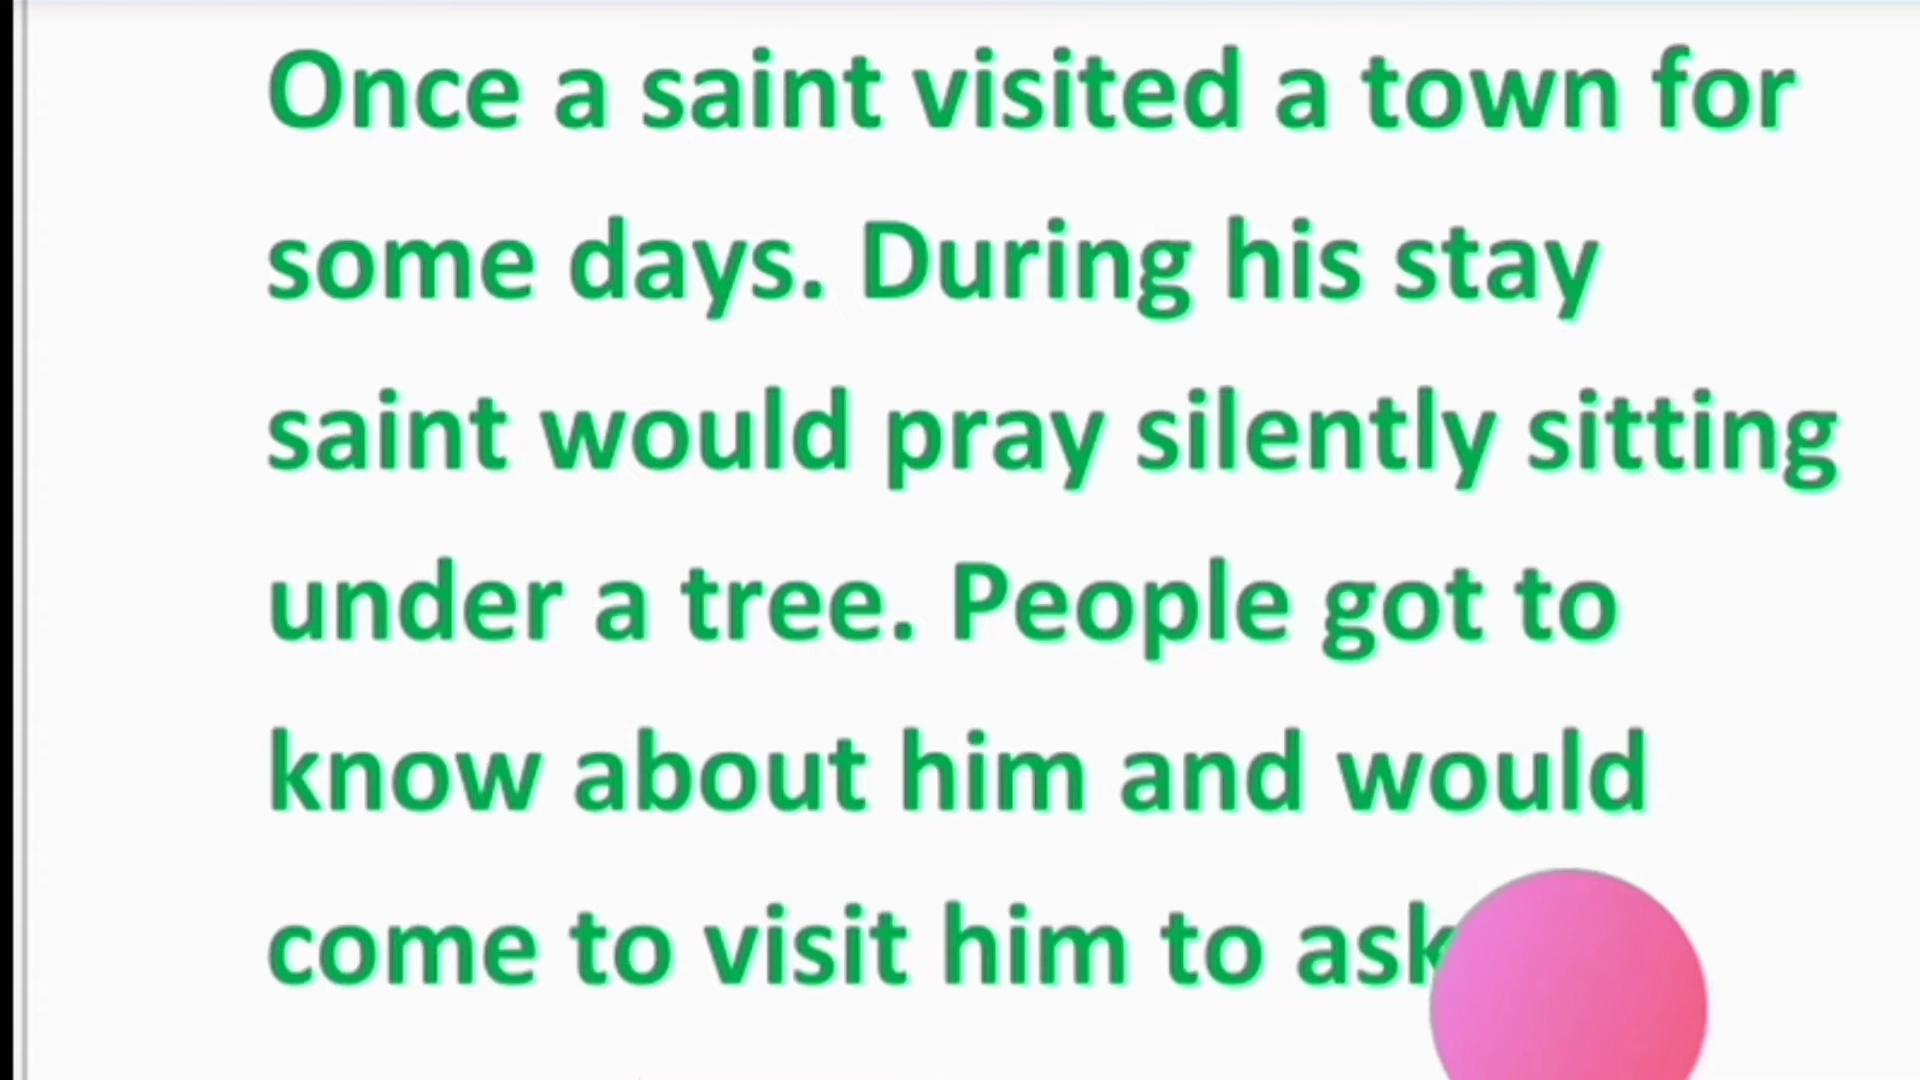 Once a saint visited a town for
some days. During his stay
saint would pray silently sitting
under a tree. People got to
know about him and would
come to visit him to ask